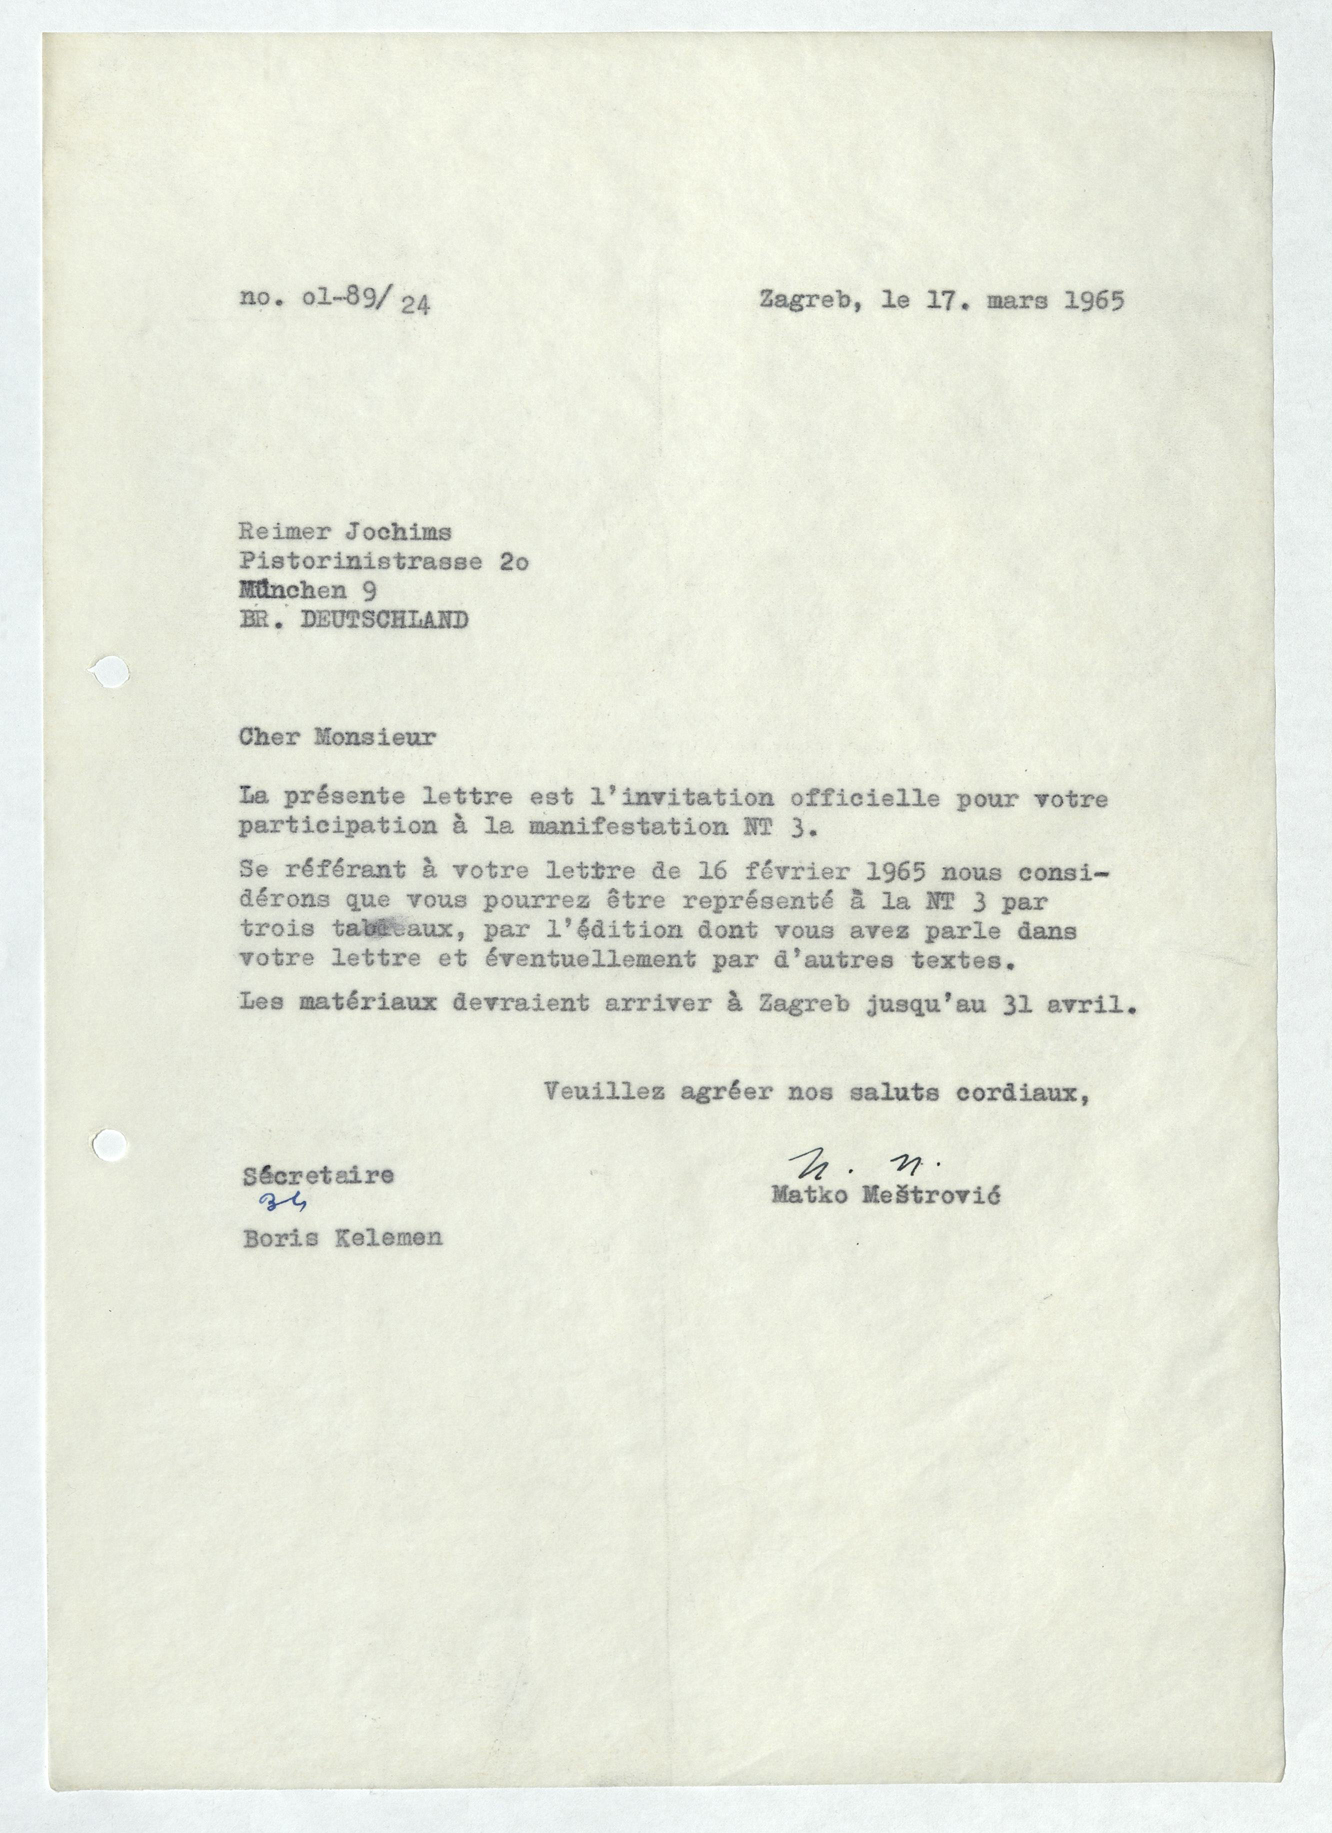 no. ol-89/ 24
Zagreb, le 17. mars 1965
Reimer Jochims
Pistorinistrasse 2o
München 9
BR. DEUTSCHLAND
Cher Monsieur
La présente lettre est l'invitation officielle pour votre
participation à la manifestation NT 3.
Se référant à votre lettre de 16 février 1965 nous consi-
dérons que vous pourrez être représenté à la NT 3 par
trois tableaux, par l'édition dont vous avez parle dans
votre lettre et éventuellement par d'autres textes.
Les matériaux devraient arriver à Zagreb jusqu'au 31 avril.
Veuillez agréer nos saluts cordiaux,
Sécretaire
Matko Meštrović
Boris Kelemen